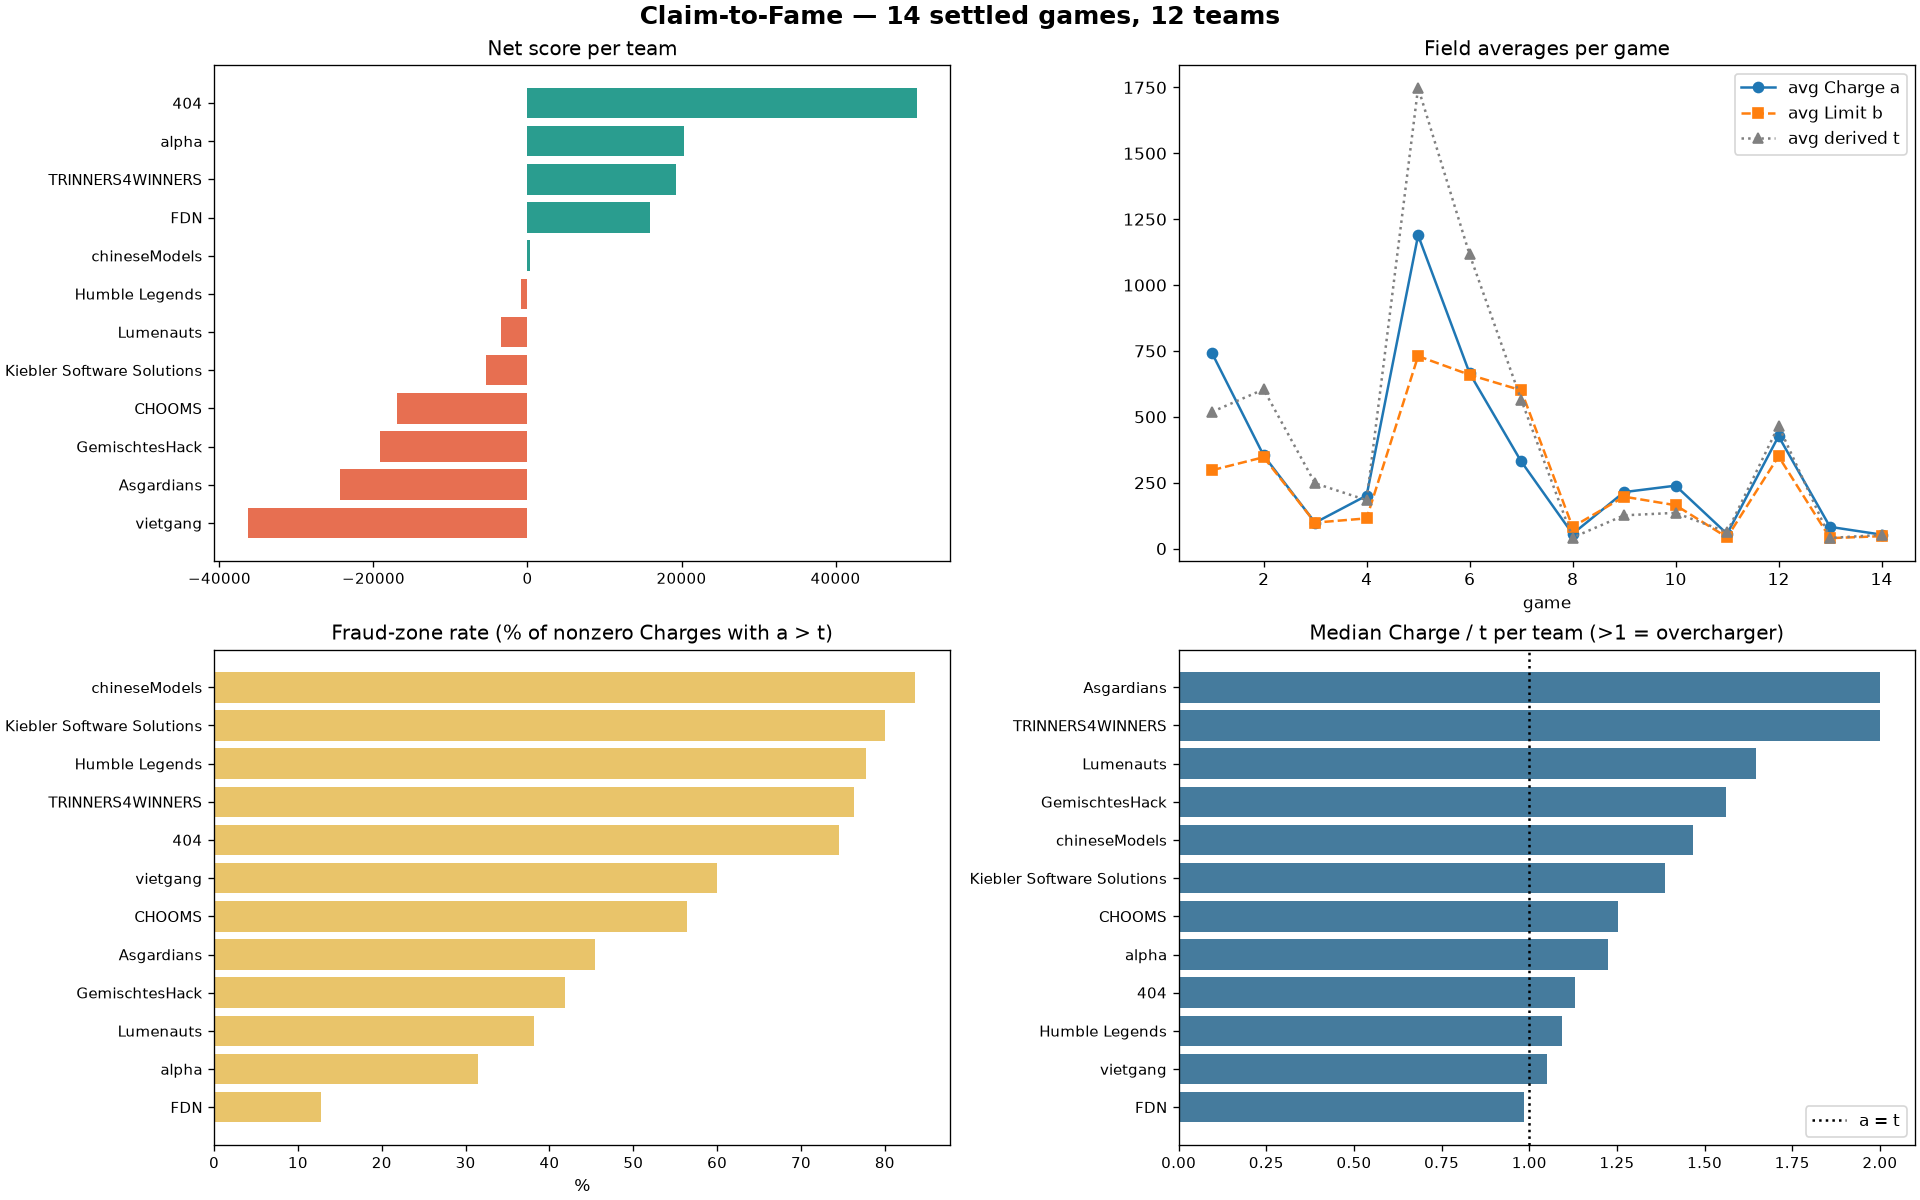 Claim-to-Fame — 14 settled games, 12 teams
Net score per team
404
alpha
TRINNERS4WINNERS
FDN
chineseModels
Humble Legends
Lumenauts
Kiebler Software Solutions
CHOOMS
GemischtesHack
Asgardians
vietgang
−40000 −20000 0 20000 40000
Field averages per game
avg Charge a
avg Limit b
avg derived t
1750
1500
1250
1000
750
500
250
0
2 4 6 8 10 12 14
game
Fraud-zone rate (% of nonzero Charges with a > t)
chineseModels
Kiebler Software Solutions
Humble Legends
TRINNERS4WINNERS
404
vietgang
CHOOMS
Asgardians
GemischtesHack
Lumenauts
alpha
FDN
0 10 20 30 40 50 60 70 80
%
Median Charge / t per team (>1 = overcharger)
Asgardians
TRINNERS4WINNERS
Lumenauts
GemischtesHack
chineseModels
Kiebler Software Solutions
CHOOMS
alpha
404
Humble Legends
vietgang
FDN
a = t
0.00 0.25 0.50 0.75 1.00 1.25 1.50 1.75 2.00